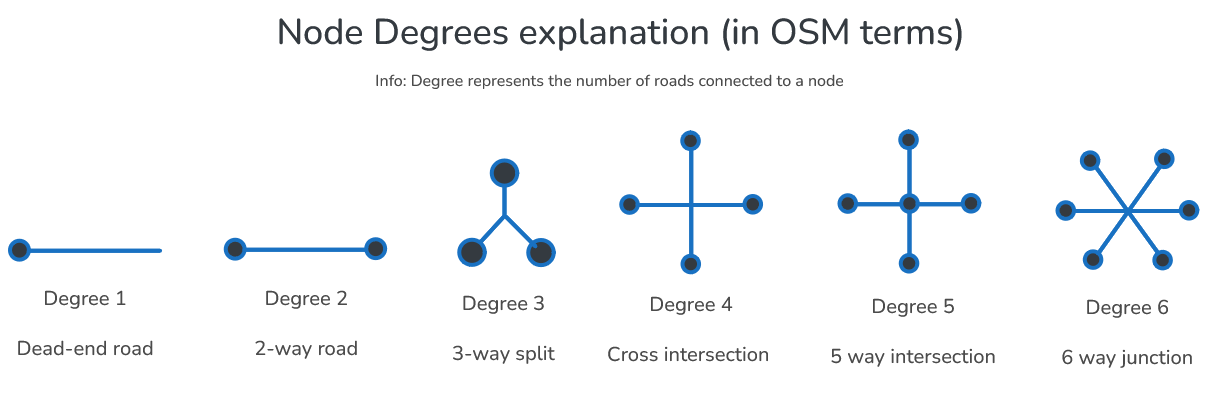 Node Degrees explanation (in OSM terms)
Info: Degree represents the number of roads connected to a node
Degree 1
Dead-end road
Degree 2
2-way road
Degree 3
3-way split
Degree 4
Cross intersection
Degree 5
5 way intersection
Degree 6
6 way junction